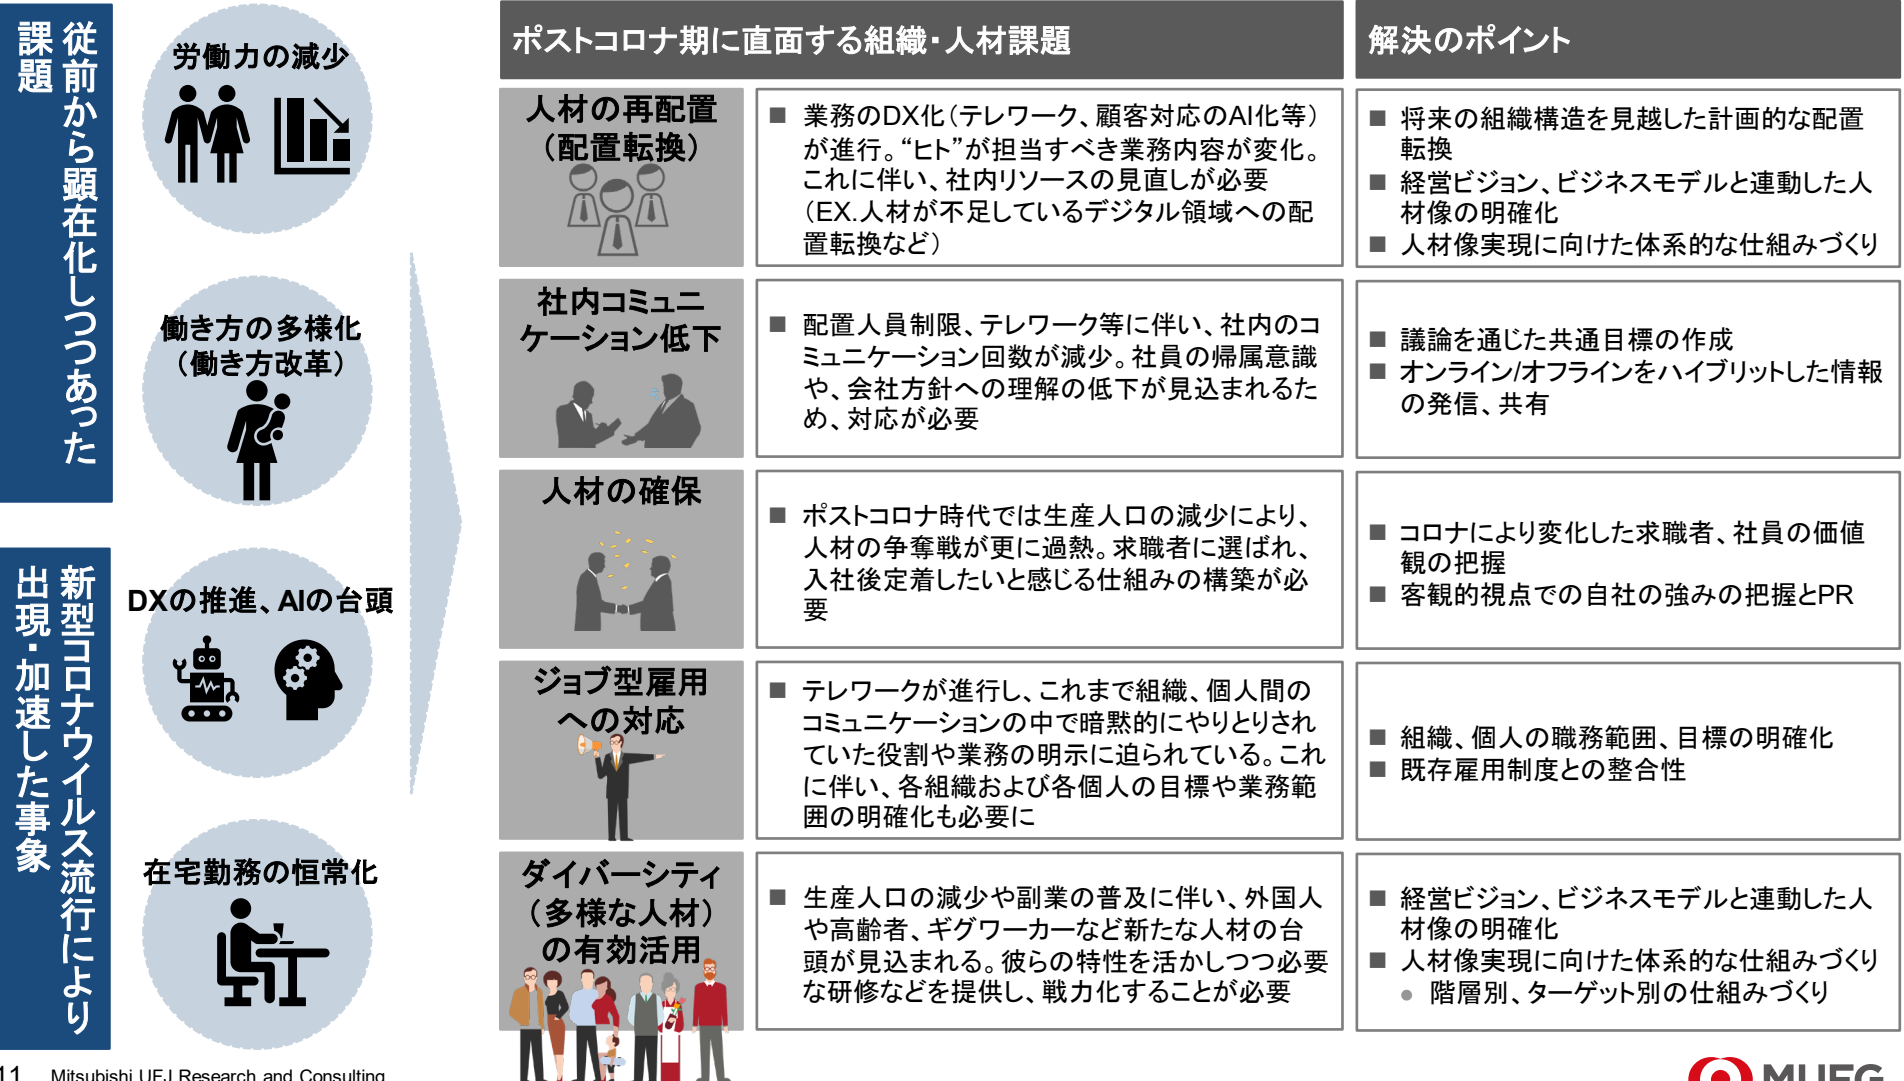 従前から顕在化しつつあった
課題
労働力の減少
働き方の多様化
（働き方改革）
新型コロナウイルス流行により
出現・加速した事象
DXの推進、AIの台頭
在宅勤務の恒常化
ポストコロナ期に直面する組織・人材課題
解決のポイント
人材の再配置
（配置転換）
■ 業務のDX化（テレワーク、顧客対応のAI化等）
が進行。“ヒト”が担当すべき業務内容が変化。
これに伴い、社内リソースの見直しが必要
（EX.人材が不足しているデジタル領域への配
置転換など）
■ 将来の組織構造を見越した計画的な配置
転換
■ 経営ビジョン、ビジネスモデルと連動した人
材像の明確化
■ 人材像実現に向けた体系的な仕組みづくり
社内コミュニ
ケーション低下
■ 配置人員制限、テレワーク等に伴い、社内のコ
ミュニケーション回数が減少。社員の帰属意識
や、会社方針への理解の低下が見込まれるた
め、対応が必要
■ 議論を通じた共通目標の作成
■ オンライン/オフラインをハイブリットした情報
の発信、共有
人材の確保
■ ポストコロナ時代では生産人口の減少により、
人材の争奪戦が更に過熱。求職者に選ばれ、
入社後定着したいと感じる仕組みの構築が必
要
■ コロナにより変化した求職者、社員の価値
観の把握
■ 客観的視点での自社の強みの把握とPR
ジョブ型雇用
への対応
■ テレワークが進行し、これまで組織、個人間の
コミュニケーションの中で暗黙的にやりとりされ
ていた役割や業務の明示に迫られている。これ
に伴い、各組織および各個人の目標や業務範
囲の明確化も必要に
■ 組織、個人の職務範囲、目標の明確化
■ 既存雇用制度との整合性
ダイバーシティ
（多様な人材）
の有効活用
■ 生産人口の減少や副業の普及に伴い、外国人
や高齢者、ギグワーカーなど新たな人材の台
頭が見込まれる。彼らの特性を活かしつつ必要
な研修などを提供し、戦力化することが必要
■ 経営ビジョン、ビジネスモデルと連動した人
材像の明確化
■ 人材像実現に向けた体系的な仕組みづくり
● 階層別、ターゲット別の仕組みづくり
11 Mitsubishi UFJ Research and Consulting
MUFG